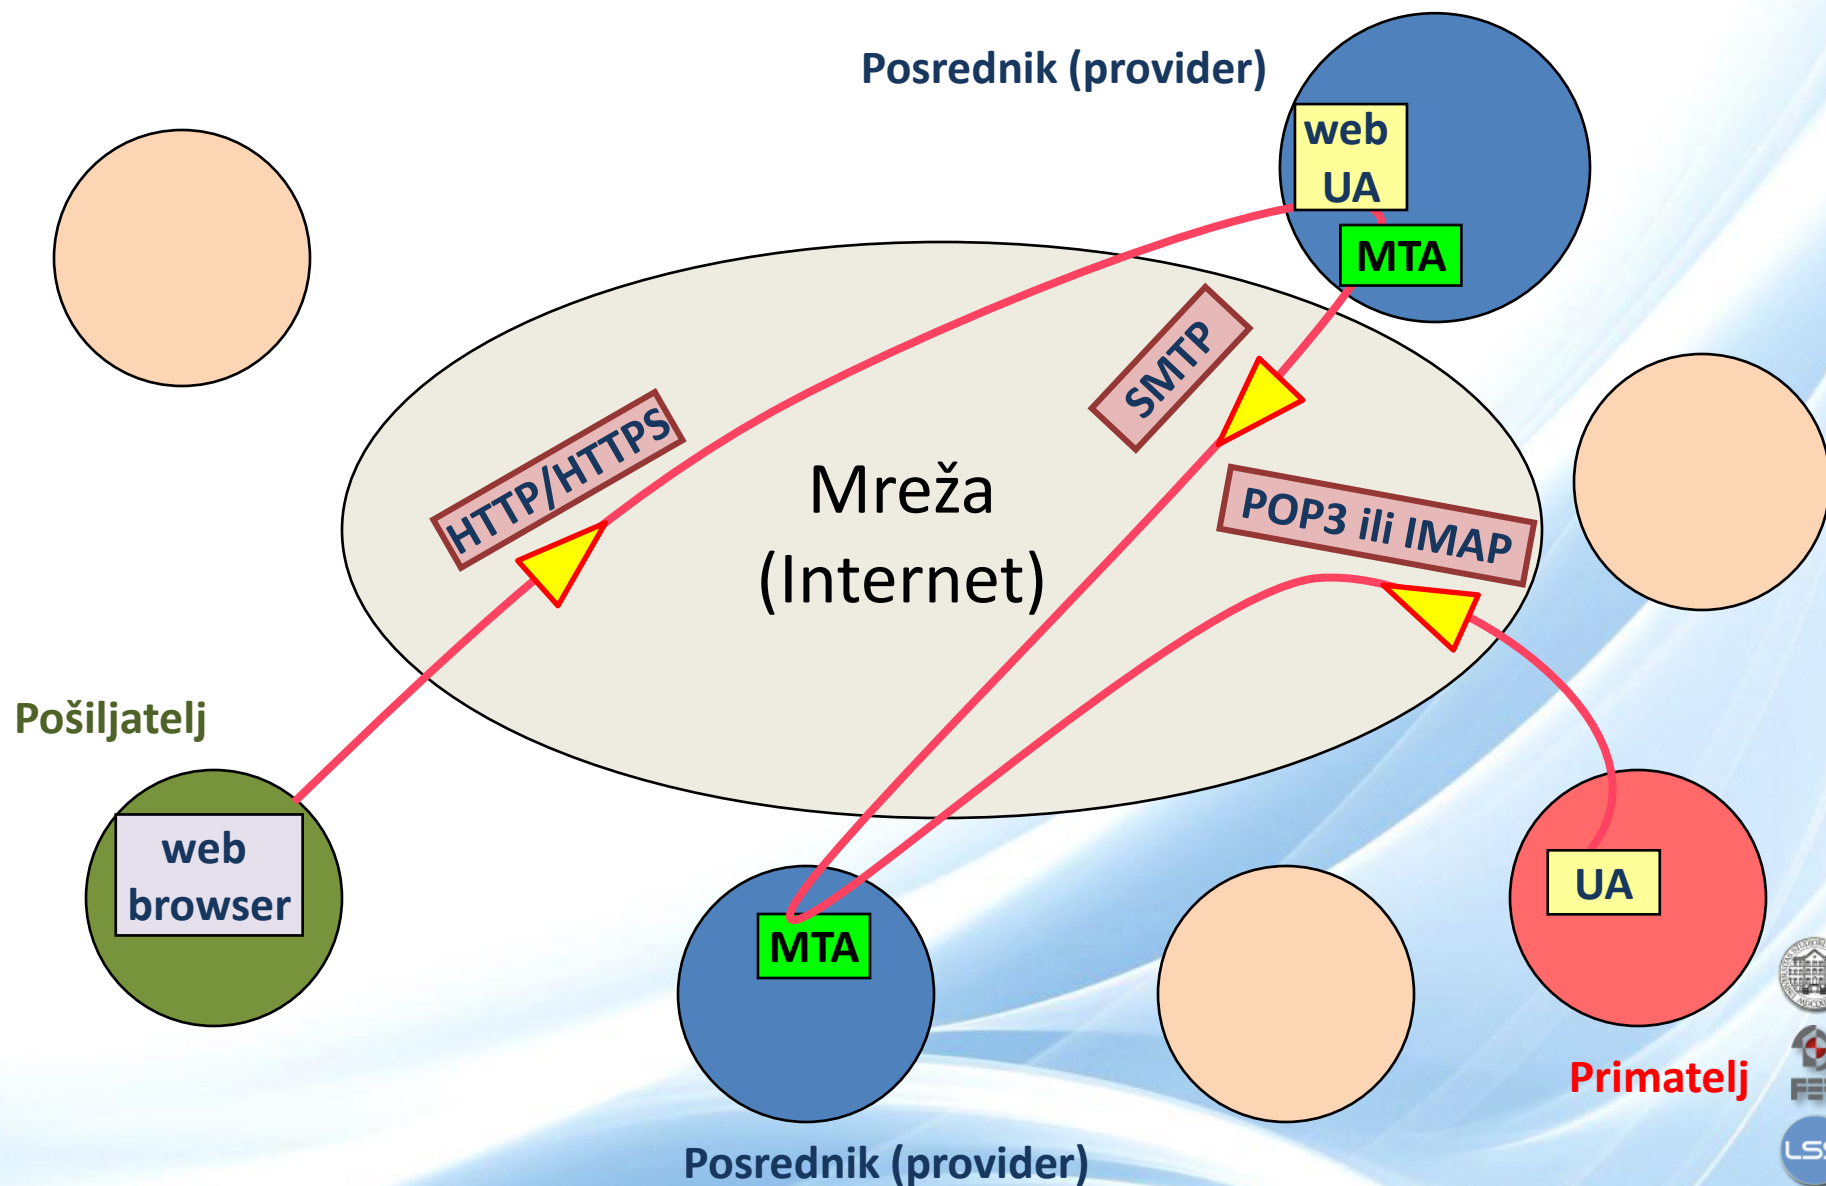 Posrednik (provider)
web
UA
MTA
SMTP
HTTP/HTTPS
Mreža
(Internet)
POP3 ili IMAP
Pošiljatelj
web
browser
MTA
UA
Primatelj
Posrednik (provider)